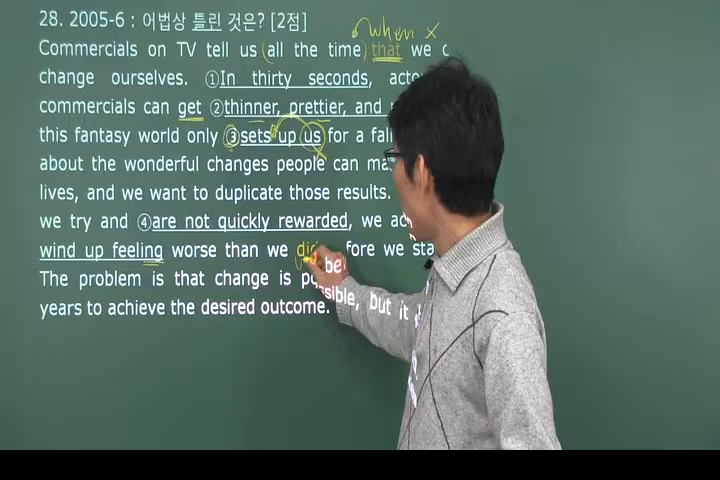 28. 2005-6 : 어법상 틀린 것은? [2점]
when x
Commercials on TV tell us (all the time) that we c
change ourselves. ①In thirty seconds, acto
commercials can get ②thinner, prettier, and
this fantasy world only ③sets up us for a fal
about the wonderful changes people can ma
lives, and we want to duplicate those results.
we try and ④are not quickly rewarded, we ac
wind up feeling worse than we di before we sta
The problem is that change is possible, but it
years to achieve the desired outcome.